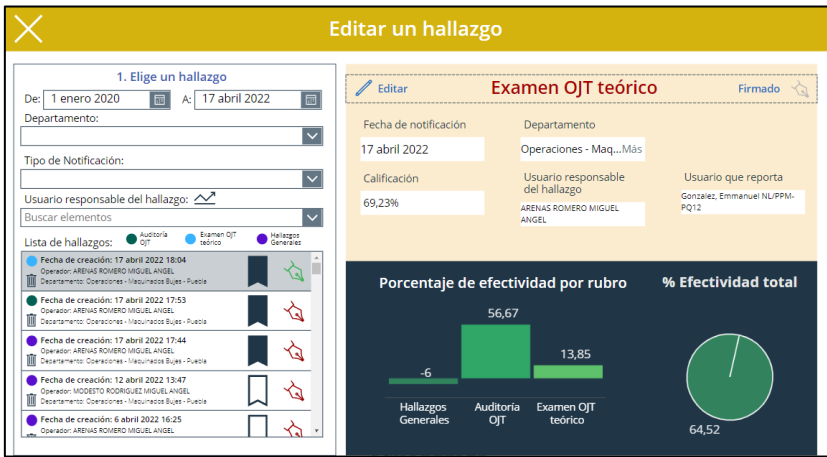 Editar un hallazgo
1. Elige un hallazgo
De: 1 enero 2020 A: 17 abril 2022
Departamento:
Tipo de Notificación:
Usuario responsable del hallazgo:
Buscar elementos
Lista de hallazgos:
Auditoría OJT
Examen OJT teórico
Hallazgos Generales
Fecha de creación: 17 abril 2022 18:04
Operador: ARENAS ROMERO MIGUEL ANGEL
Departamento: Operaciones - Maquinados Bujes - Puebla
Fecha de creación: 17 abril 2022 17:53
Operador: ARENAS ROMERO MIGUEL ANGEL
Departamento: Operaciones - Maquinados Bujes - Puebla
Fecha de creación: 17 abril 2022 17:44
Operador: ARENAS ROMERO MIGUEL ANGEL
Departamento: Operaciones - Maquinados Bujes - Puebla
Fecha de creación: 12 abril 2022 13:47
Operador: MODESTO RODRIGUEZ MIGUEL ANGEL
Departamento: Operaciones - Maquinados Bujes - Puebla
Fecha de creación: 6 abril 2022 16:25
Operador: ARENAS ROMERO MIGUEL ANGEL
Editar
Examen OJT teórico
Firmado
Fecha de notificación
17 abril 2022
Departamento
Operaciones - Maq...Más
Calificación
69,23%
Usuario responsable
del hallazgo
ARENAS ROMERO MIGUEL
ANGEL
Usuario que reporta
Gonzalez, Emmanuel NL/PPM-
PQ12
Porcentaje de efectividad por rubro
-6
56,67
13,85
Hallazgos
Generales
Auditoría
OJT
Examen OJT
teórico
% Efectividad total
64,52